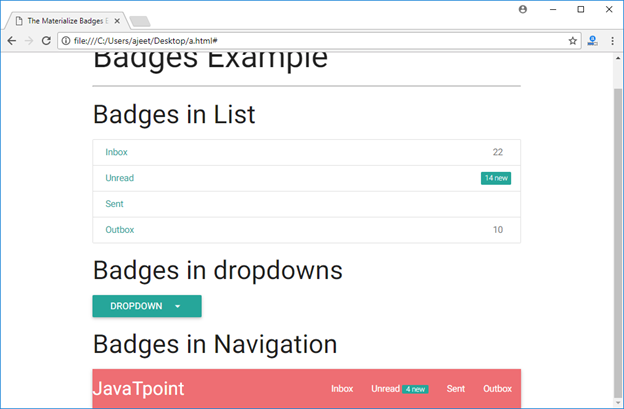 The Materialize Badges
file:///C:/Users/ajeet/Desktop/a.html#
Badges Example
Badges in List
Inbox 22
Unread 14 new
Sent
Outbox 10
Badges in dropdowns
DROPDOWN
Badges in Navigation
JavaTpoint Inbox Unread 4 new Sent Outbox